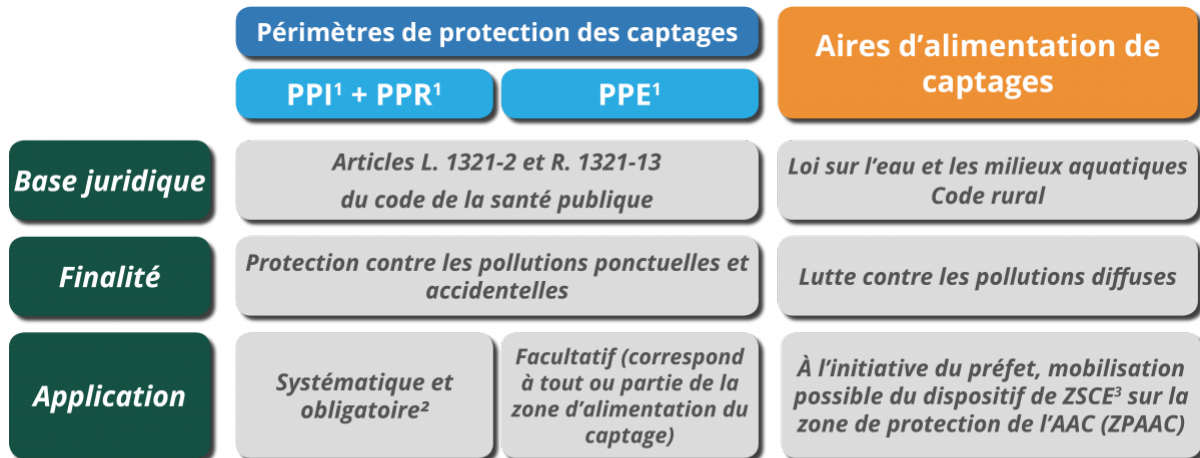 Périmètres de protection des captages
Aires d’alimentation de
captages
PPI¹ + PPR¹
PPE¹
Base juridique
Articles L. 1321-2 et R. 1321-13
du code de la santé publique
Loi sur l’eau et les milieux aquatiques
Code rural
Finalité
Protection contre les pollutions ponctuelles et
accidentelles
Lutte contre les pollutions diffuses
Application
Systématique et
obligatoire²
Facultatif (correspond
à tout ou partie de la
zone d’alimentation du
captage)
À l’initiative du préfet, mobilisation
possible du dispositif de ZSCE³ sur la
zone de protection de l’AAC (ZPAAC)